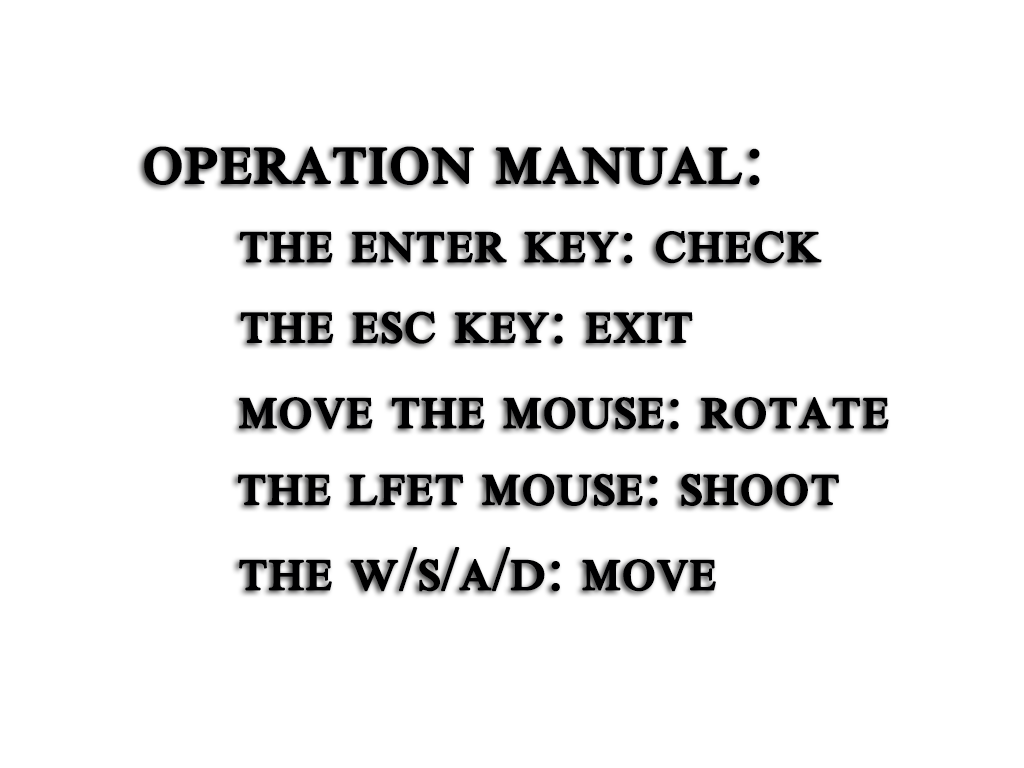 OPERATION MANUAL:
THE ENTER KEY: CHECK
THE ESC KEY: EXIT
MOVE THE MOUSE: ROTATE
THE LFET MOUSE: SHOOT
THE W/S/A/D: MOVE